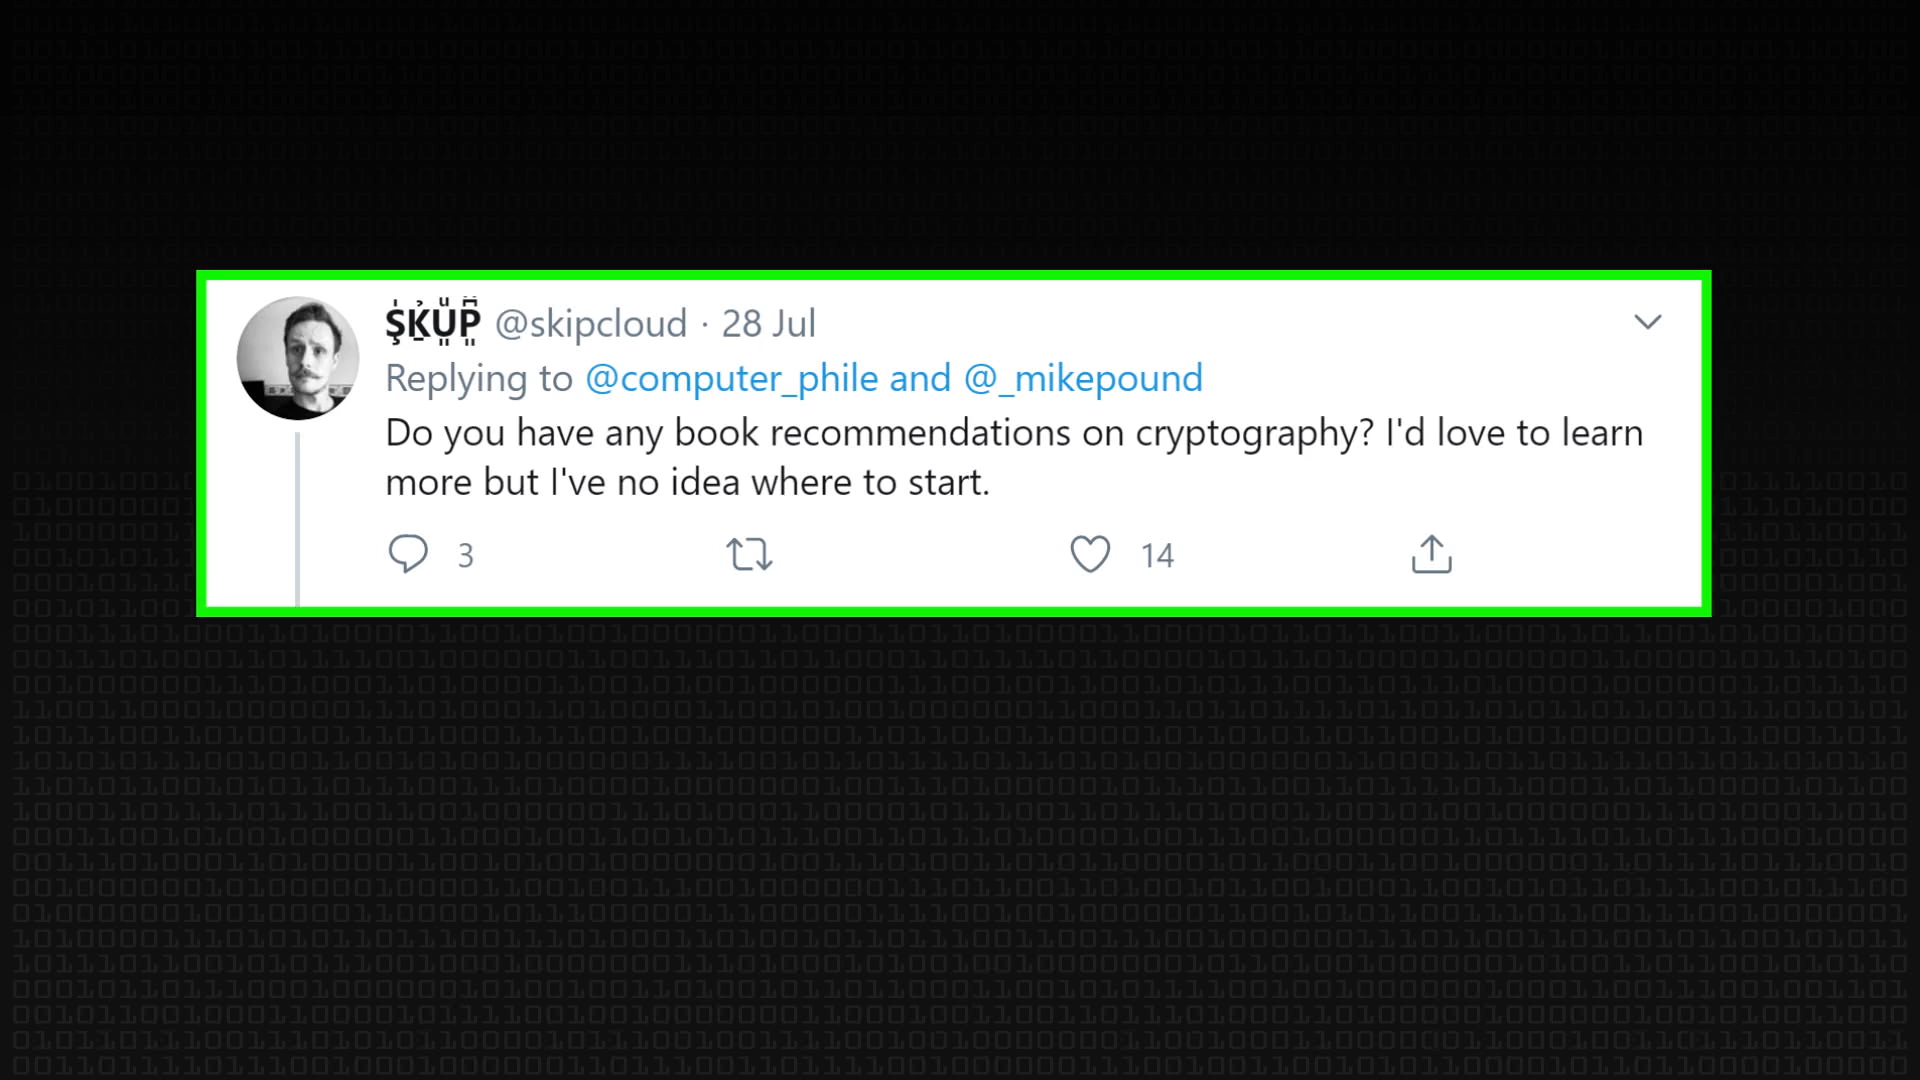 ṨḲÜP̈ @skipcloud · 28 Jul
Replying to @computer_phile and @_mikepound
Do you have any book recommendations on cryptography? I'd love to learn
more but I've no idea where to start.
3 14